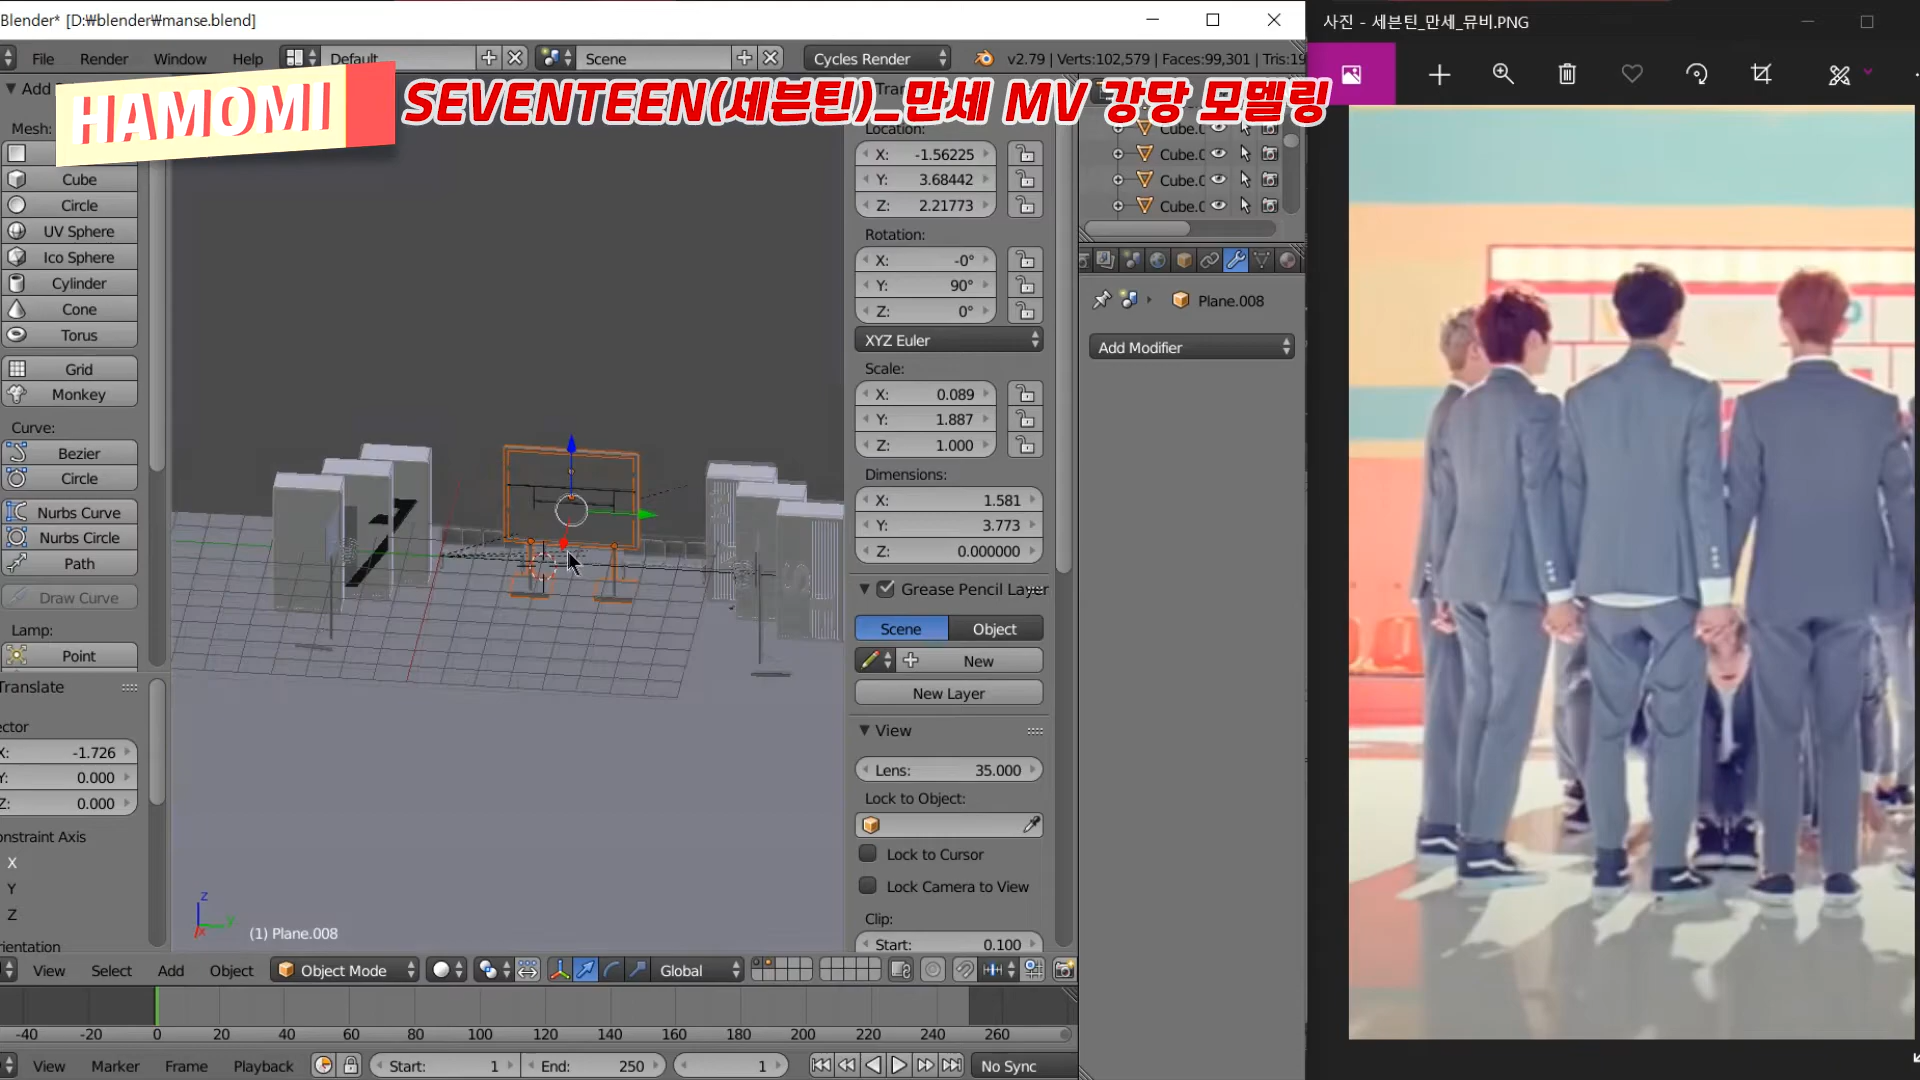 Blender* [D:₩blender₩manse.blend]
사진 - 세븐틴_만세_뮤비.PNG
File Render Window Help Default Scene Cycles Render v2.79 | Verts:102,579 | Faces:99,301 | Tris:19
HAMOMI
SEVENTEEN(세븐틴)_만세 MV 강당 모델링
Add
Mesh:
Cube
Circle
UV Sphere
Ico Sphere
Cylinder
Cone
Torus
Grid
Monkey
Curve:
Bezier
Circle
Nurbs Curve
Nurbs Circle
Path
Draw Curve
Lamp:
Point
Translate
ector
X: -1.726
Y: 0.000
Z: 0.000
onstraint Axis
X
Y
Z
rientation
z
y
x
(1) Plane.008
Location:
X: -1.56225
Y: 3.68442
Z: 2.21773
Rotation:
X: -0°
Y: 90°
Z: 0°
XYZ Euler
Scale:
X: 0.089
Y: 1.887
Z: 1.000
Dimensions:
X: 1.581
Y: 3.773
Z: 0.000000
Grease Pencil Layer
Scene Object
New
New Layer
View
Lens: 35.000
Lock to Object:
Lock to Cursor
Lock Camera to View
Clip:
Start: 0.100
Cube.0
Cube.0
Cube.0
Cube.0
Plane.008
Add Modifier
View Select Add Object Object Mode Global
-40 -20 0 20 40 60 80 100 120 140 160 180 200 220 240 260
View Marker Frame Playback Start: 1 End: 250 1 No Sync